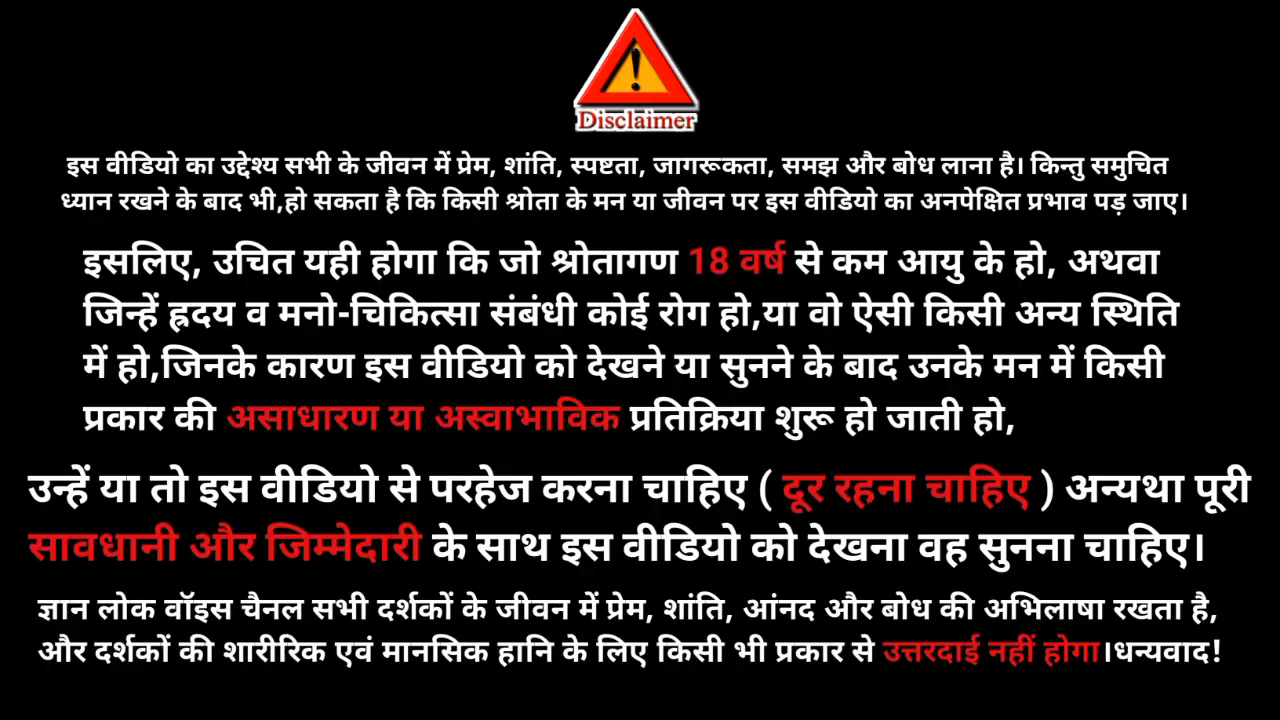 Disclaimer
इस वीडियो का उद्देश्य सभी के जीवन में प्रेम, शांति, स्पष्टता, जागरूकता, समझ और बोध लाना है। किन्तु समुचित
ध्यान रखने के बाद भी,हो सकता है कि किसी श्रोता के मन या जीवन पर इस वीडियो का अनपेक्षित प्रभाव पड़ जाए।
इसलिए, उचित यही होगा कि जो श्रोतागण 18 वर्ष से कम आयु के हो, अथवा
जिन्हें ह्रदय व मनो-चिकित्सा संबंधी कोई रोग हो,या वो ऐसी किसी अन्य स्थिति
में हो,जिनके कारण इस वीडियो को देखने या सुनने के बाद उनके मन में किसी
प्रकार की असाधारण या अस्वाभाविक प्रतिक्रिया शुरू हो जाती हो,
उन्हें या तो इस वीडियो से परहेज करना चाहिए ( दूर रहना चाहिए ) अन्यथा पूरी
सावधानी और जिम्मेदारी के साथ इस वीडियो को देखना वह सुनना चाहिए।
ज्ञान लोक वॉइस चैनल सभी दर्शकों के जीवन में प्रेम, शांति, आंनद और बोध की अभिलाषा रखता है,
और दर्शकों की शारीरिक एवं मानसिक हानि के लिए किसी भी प्रकार से उत्तरदाई नहीं होगा।धन्यवाद!